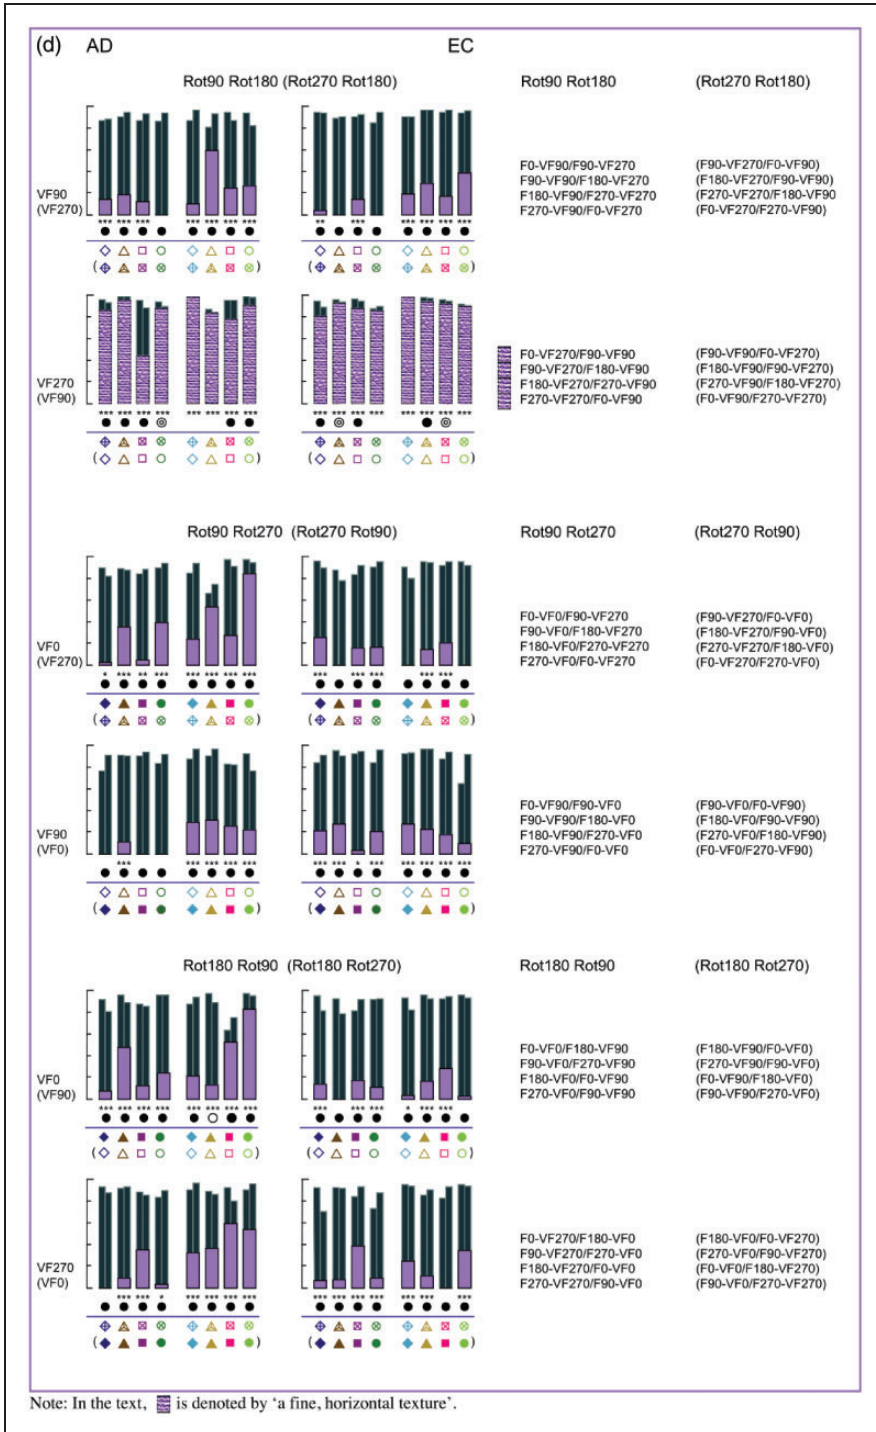 (d) AD EC
Rot90 Rot180 (Rot270 Rot180) Rot90 Rot180 (Rot270 Rot180)
F0-VF90/F90-VF270 (F90-VF270/F0-VF90)
F90-VF90/F180-VF270 (F180-VF270/F90-VF90)
VF90 F180-VF90/F270-VF270 (F270-VF270/F180-VF90
(VF270) F270-VF90/F0-VF270 (F0-VF270/F270-VF90)
*** *** *** *** *** *** *** ** *** *** *** *** ***
( ) ( )
F0-VF270/F90-VF90 (F90-VF90/F0-VF270)
F90-VF270/F180-VF90 (F180-VF90/F90-VF270)
VF270 F180-VF270/F270-VF90 (F270-VF90/F180-VF270)
(VF90) F270-VF270/F0-VF90 (F0-VF90/F270-VF270)
*** *** *** *** *** *** *** *** *** *** *** *** *** *** *** ***
( ) ( )
Rot90 Rot270 (Rot270 Rot90) Rot90 Rot270 (Rot270 Rot90)
F0-VF0/F90-VF270 (F90-VF270/F0-VF0)
F90-VF0/F180-VF270 (F180-VF270/F90-VF0)
VF0 F180-VF0/F270-VF270 (F270-VF270/F180-VF0)
(VF270) F270-VF0/F0-VF270 (F0-VF270/F270-VF0)
* *** ** *** *** *** *** *** *** *** *** *** ***
( ) ( )
F0-VF90/F90-VF0 (F90-VF0/F0-VF90)
F90-VF90/F180-VF0 (F180-VF0/F90-VF90)
VF90 F180-VF90/F270-VF0 (F270-VF0/F180-VF90)
(VF0) F270-VF90/F0-VF0 (F0-VF0/F270-VF90)
*** *** *** *** *** *** *** * *** *** *** *** ***
( ) ( )
Rot180 Rot90 (Rot180 Rot270) Rot180 Rot90 (Rot180 Rot270)
F0-VF0/F180-VF90 (F180-VF90/F0-VF0)
F90-VF0/F270-VF90 (F270-VF90/F90-VF0)
VF0 F180-VF0/F0-VF90 (F0-VF90/F180-VF0)
(VF90) F270-VF0/F90-VF90 (F90-VF90/F270-VF0)
*** *** *** *** *** *** *** *** *** *** *** * *** ***
( ) ( )
F0-VF270/F180-VF0 (F180-VF0/F0-VF270)
F90-VF270/F270-VF0 (F270-VF0/F90-VF270)
VF270 F180-VF270/F0-VF0 (F0-VF0/F180-VF270)
(VF0) F270-VF270/F90-VF0 (F90-VF0/F270-VF270)
*** *** * *** *** *** *** *** *** *** *** *** *** ***
( ) ( )
Note: In the text, is denoted by ‘a fine, horizontal texture’.